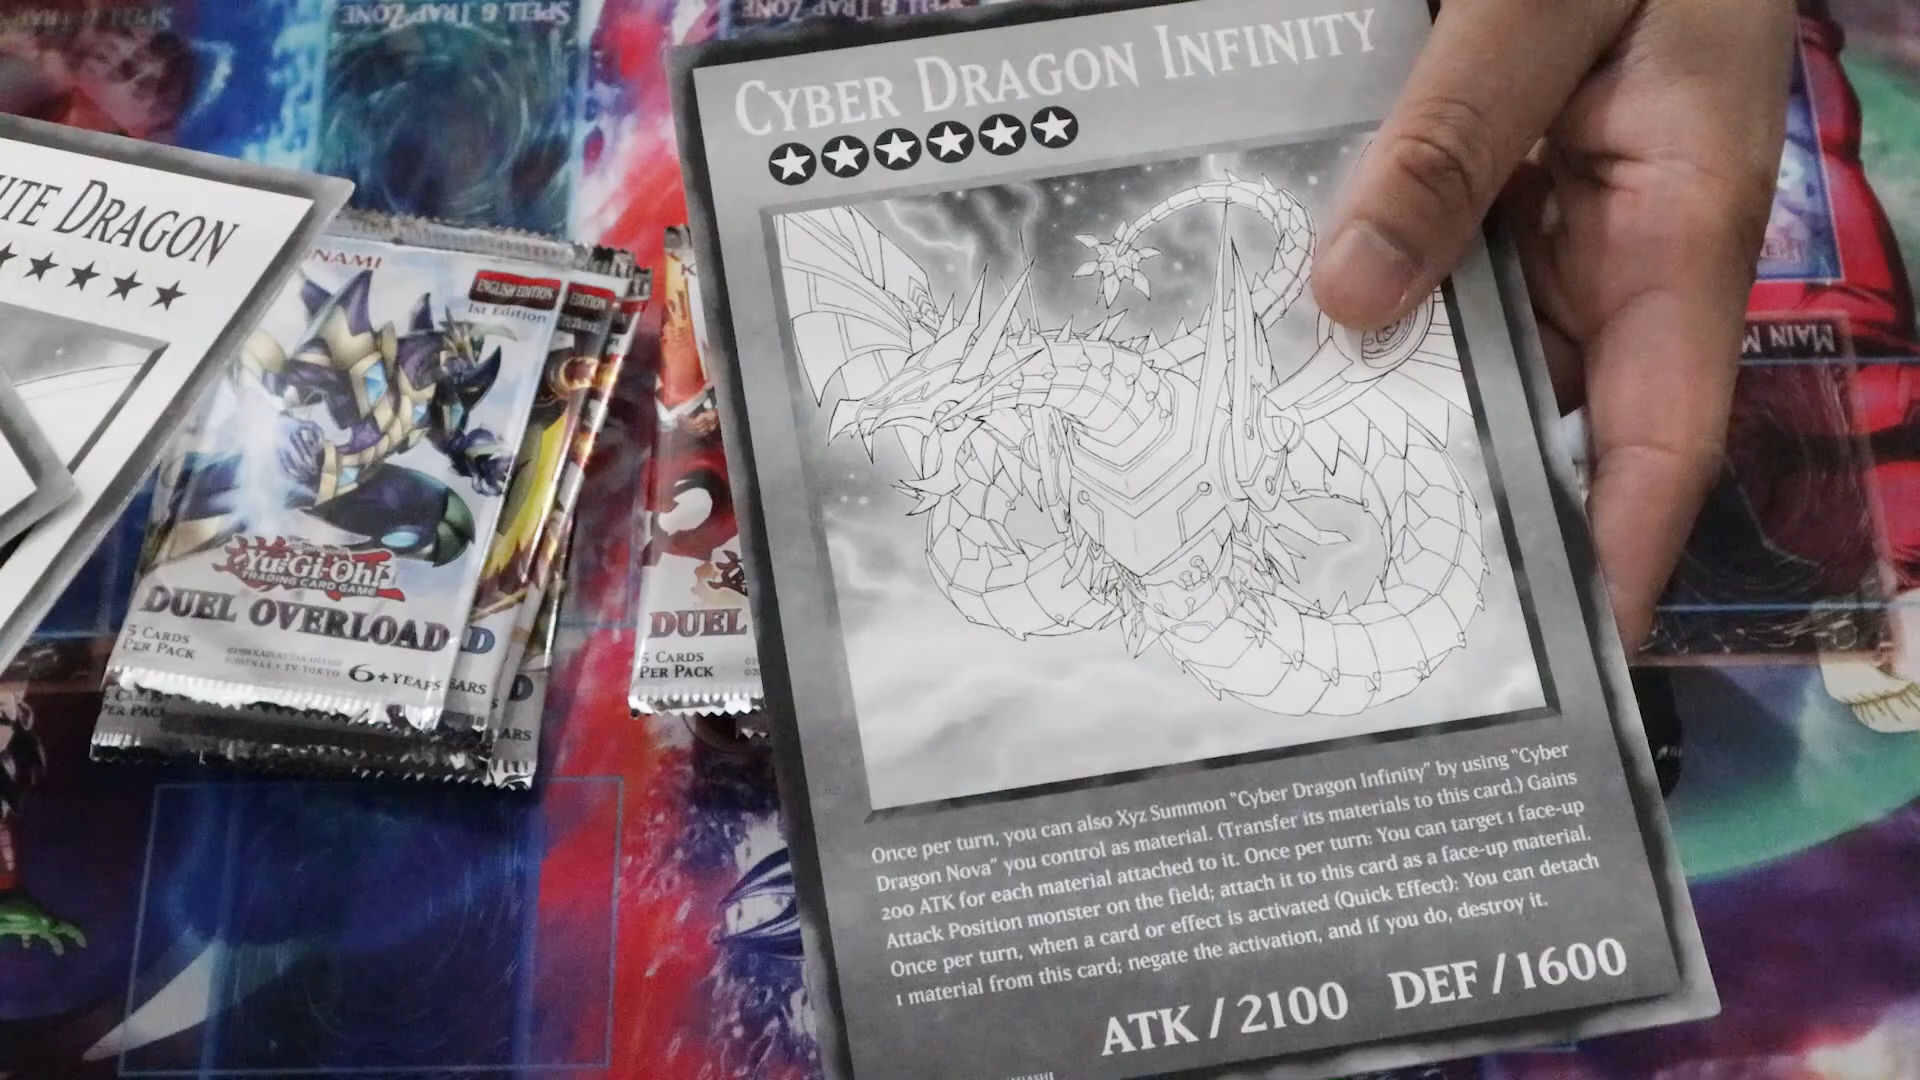 SPELL & TRAP ZONE
SPELL & TRAP ZONE
CYBER DRAGON INFINITY
DRAGON
KONAMI
ENGLISH EDITION
1st Edition
EDITION
Yu-Gi-Oh!
TRADING CARD GAME
DUEL OVERLOAD
5 CARDS
PER PACK
6+YEARS
D
EARS
DUEL
5 CARDS
PER PACK
MAIN M
Once per turn, you can also Xyz Summon "Cyber Dragon Infinity" by using "Cyber
Dragon Nova" you control as material. (Transfer its materials to this card.) Gains
200 ATK for each material attached to it. Once per turn: You can target 1 face-up
Attack Position monster on the field; attach it to this card as a face-up material.
Once per turn, when a card or effect is activated (Quick Effect): You can detach
1 material from this card; negate the activation, and if you do, destroy it.
ATK / 2100 DEF / 1600